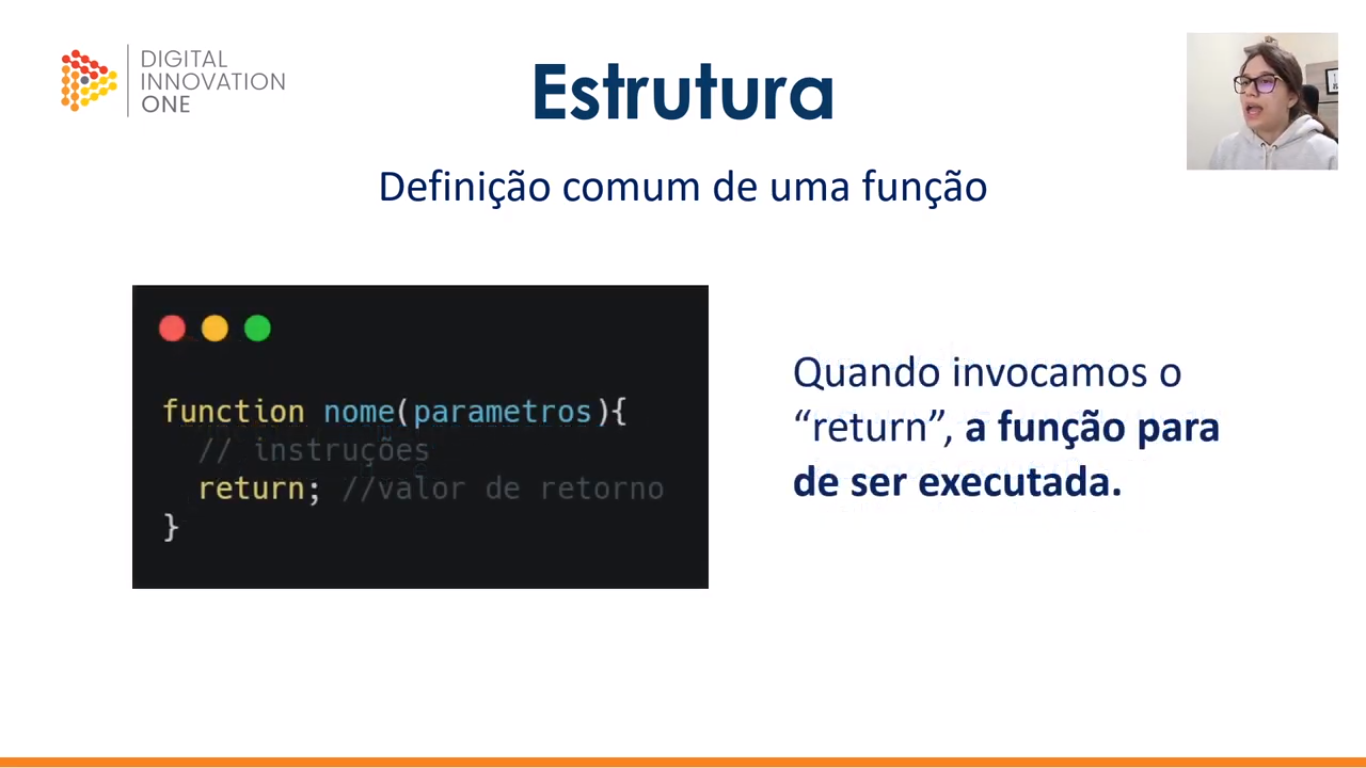 DIGITAL
INNOVATION
ONE
Estrutura
Definição comum de uma função
function nome(parametros){
// instruções
return; //valor de retorno
}
Quando invocamos o
“return”, a função para
de ser executada.